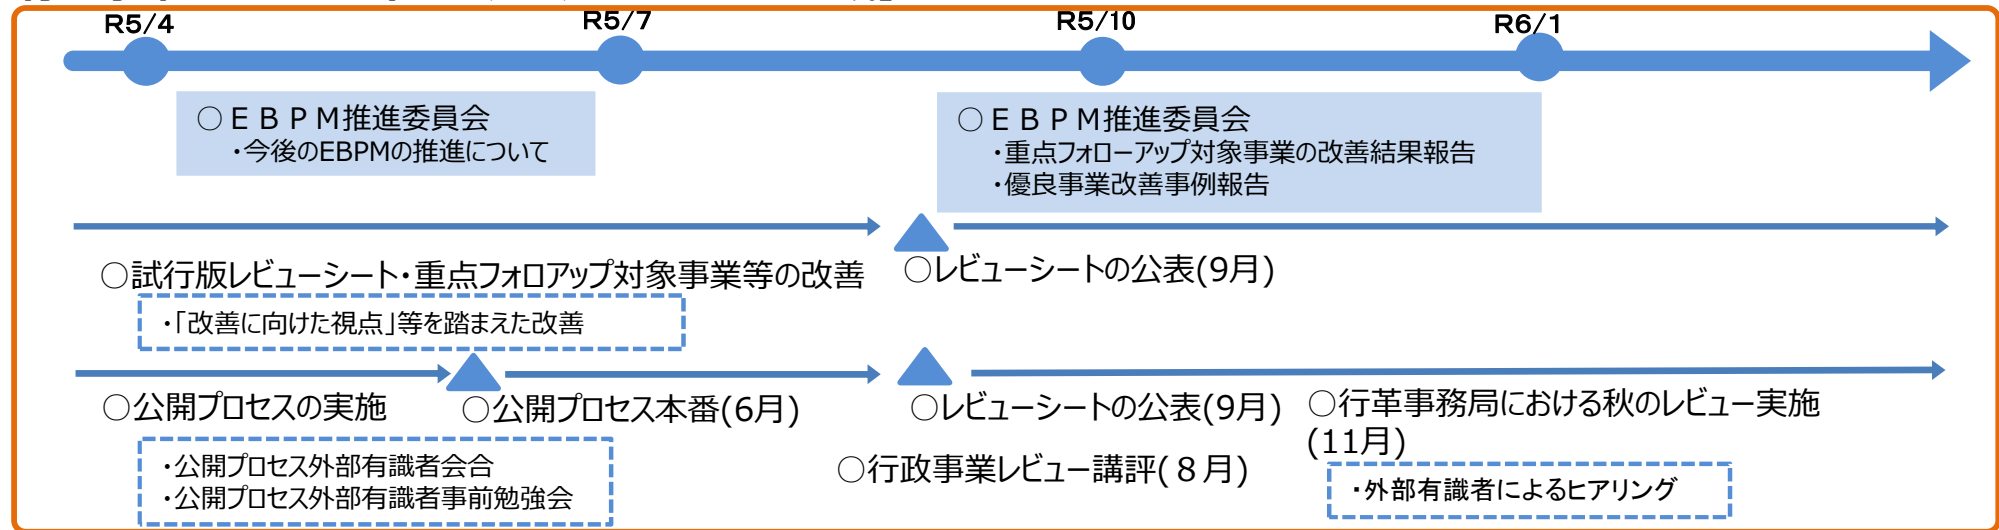 R5/4
R5/7
R5/10
R6/1
○ＥＢＰＭ推進委員会
・今後のEBPMの推進について
○ＥＢＰＭ推進委員会
・重点フォローアップ対象事業の改善結果報告
・優良事業改善事例報告
○試行版レビューシート・重点フォロアップ対象事業等の改善
○レビューシートの公表(9月)
・「改善に向けた視点」等を踏まえた改善
○公開プロセスの実施
○公開プロセス本番(6月)
○レビューシートの公表(9月)
○行革事務局における秋のレビュー実施
(11月)
・公開プロセス外部有識者会合
・公開プロセス外部有識者事前勉強会
○行政事業レビュー講評(８月)
・外部有識者によるヒアリング